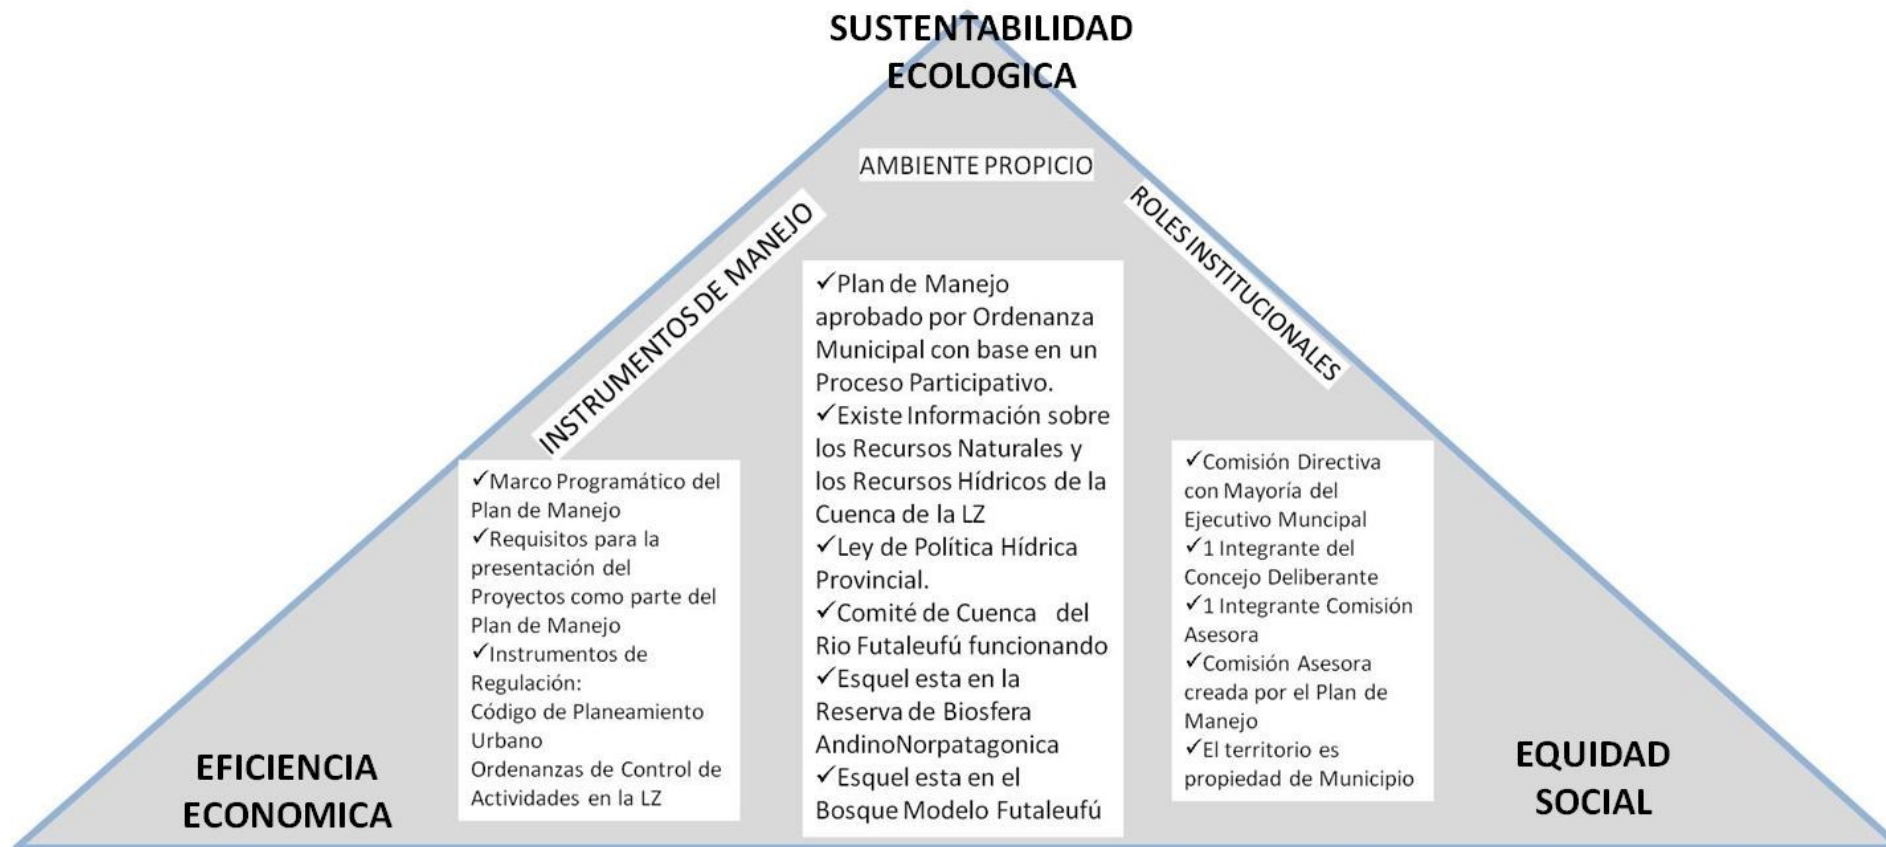 SUSTENTABILIDAD
ECOLOGICA
AMBIENTE PROPICIO
INSTRUMENTOS DE MANEJO
ROLES INSTITUCIONALES
✓Marco Programático del
Plan de Manejo
✓Requisitos para la
presentación del
Proyectos como parte del
Plan de Manejo
✓Instrumentos de
Regulación:
Código de Planeamiento
Urbano
Ordenanzas de Control de
Actividades en la LZ
✓Plan de Manejo
aprobado por Ordenanza
Municipal con base en un
Proceso Participativo.
✓Existe Información sobre
los Recursos Naturales y
los Recursos Hídricos de la
Cuenca de la LZ
✓Ley de Política Hídrica
Provincial.
✓Comité de Cuenca del
Rio Futaleufú funcionando
✓Esquel esta en la
Reserva de Biosfera
AndinoNorpatagonica
✓Esquel esta en el
Bosque Modelo Futaleufú
✓Comisión Directiva
con Mayoría del
Ejecutivo Muncipal
✓1 Integrante del
Concejo Deliberante
✓1 Integrante Comisión
Asesora
✓Comisión Asesora
creada por el Plan de
Manejo
✓El territorio es
propiedad de Municipio
EFICIENCIA
ECONOMICA
EQUIDAD
SOCIAL